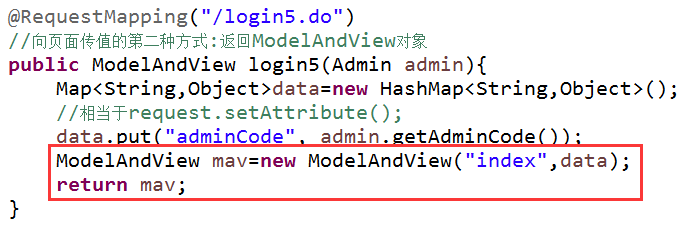 @RequestMapping("/login5.do")
//向页面传值的第二种方式:返回ModelAndView对象
public ModelAndView login5(Admin admin){
Map<String,Object>data=new HashMap<String,Object>();
//相当于request.setAttribute();
data.put("adminCode", admin.getAdminCode());
ModelAndView mav=new ModelAndView("index",data);
return mav;
}